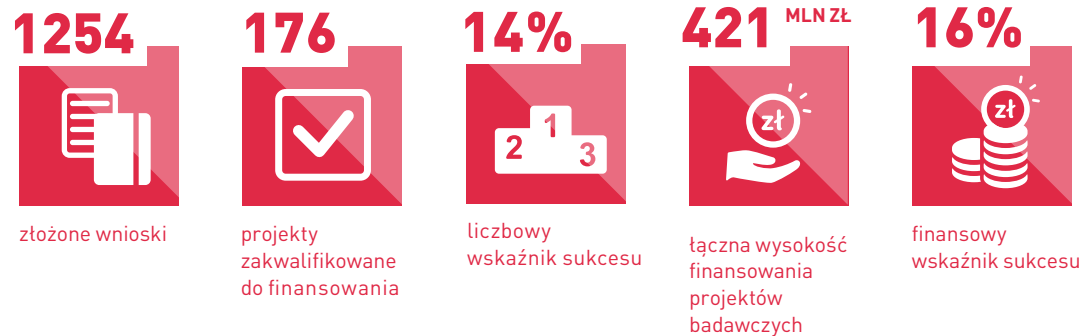 1254
złożone wnioski
176
projekty
zakwalifikowane
do finansowania
14%
1
2
3
liczbowy
wskaźnik sukcesu
421 MLN ZŁ
zł
łączna wysokość
finansowania
projektów
badawczych
16%
zł
finansowy
wskaźnik sukcesu